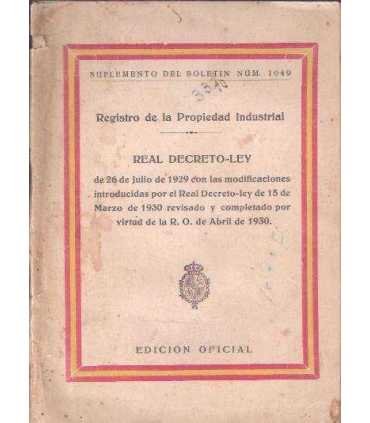 SUPLEMENTO DEL BOLETIN NÚM. 1049
Registro de la Propiedad Industrial
REAL DECRETO-LEY
de 26 de julio de 1929 con las modificaciones
introducidas por el Real Decreto-ley de 15 de
Marzo de 1930 revisado y completado por
virtud de la R. O. de Abril de 1930.
EDICION OFICIAL